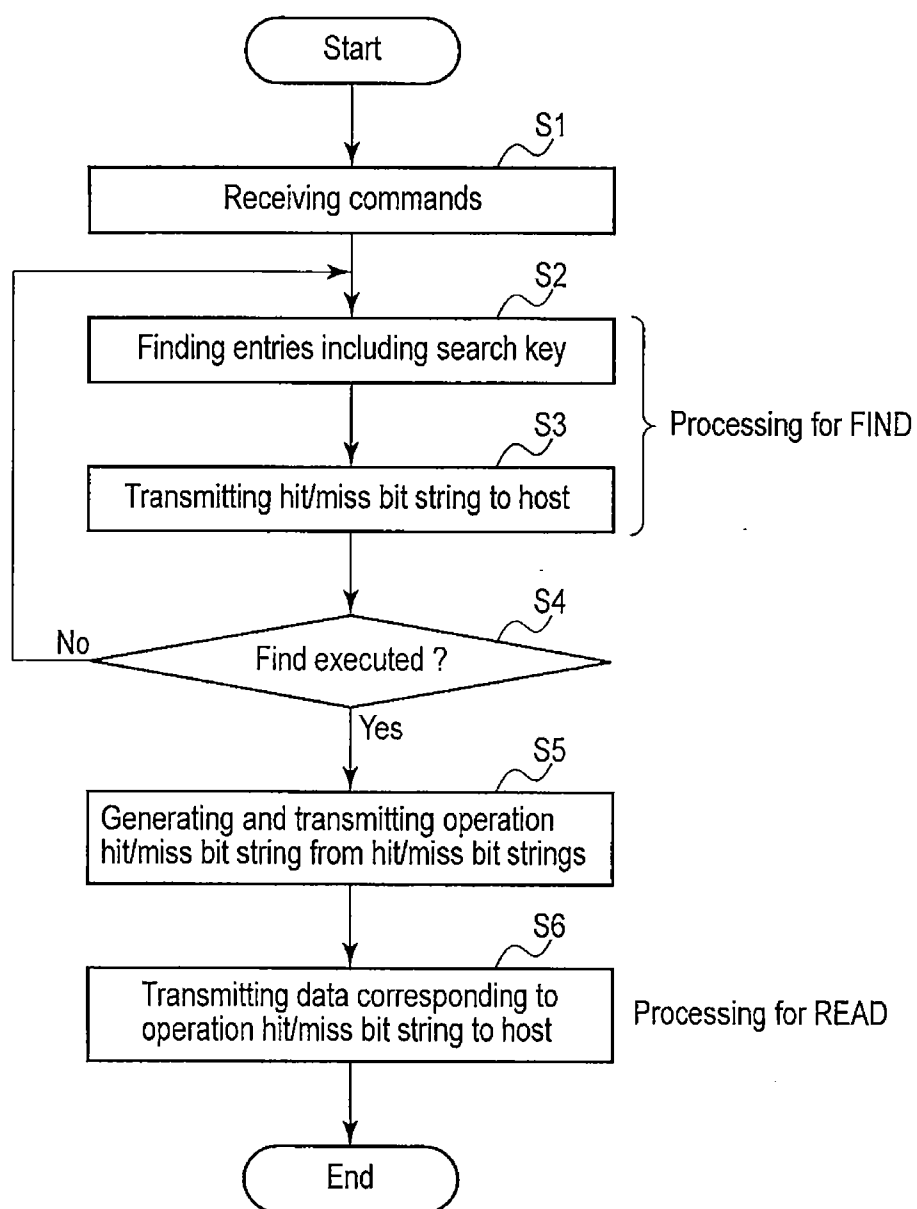 Start
S1
Receiving commands
S2
Finding entries including search key
S3
Processing for FIND
Transmitting hit/miss bit string to host
S4
No
Find executed ?
Yes
S5
Generating and transmitting operation
hit/miss bit string from hit/miss bit strings
S6
Transmitting data corresponding to
operation hit/miss bit string to host
Processing for READ
End